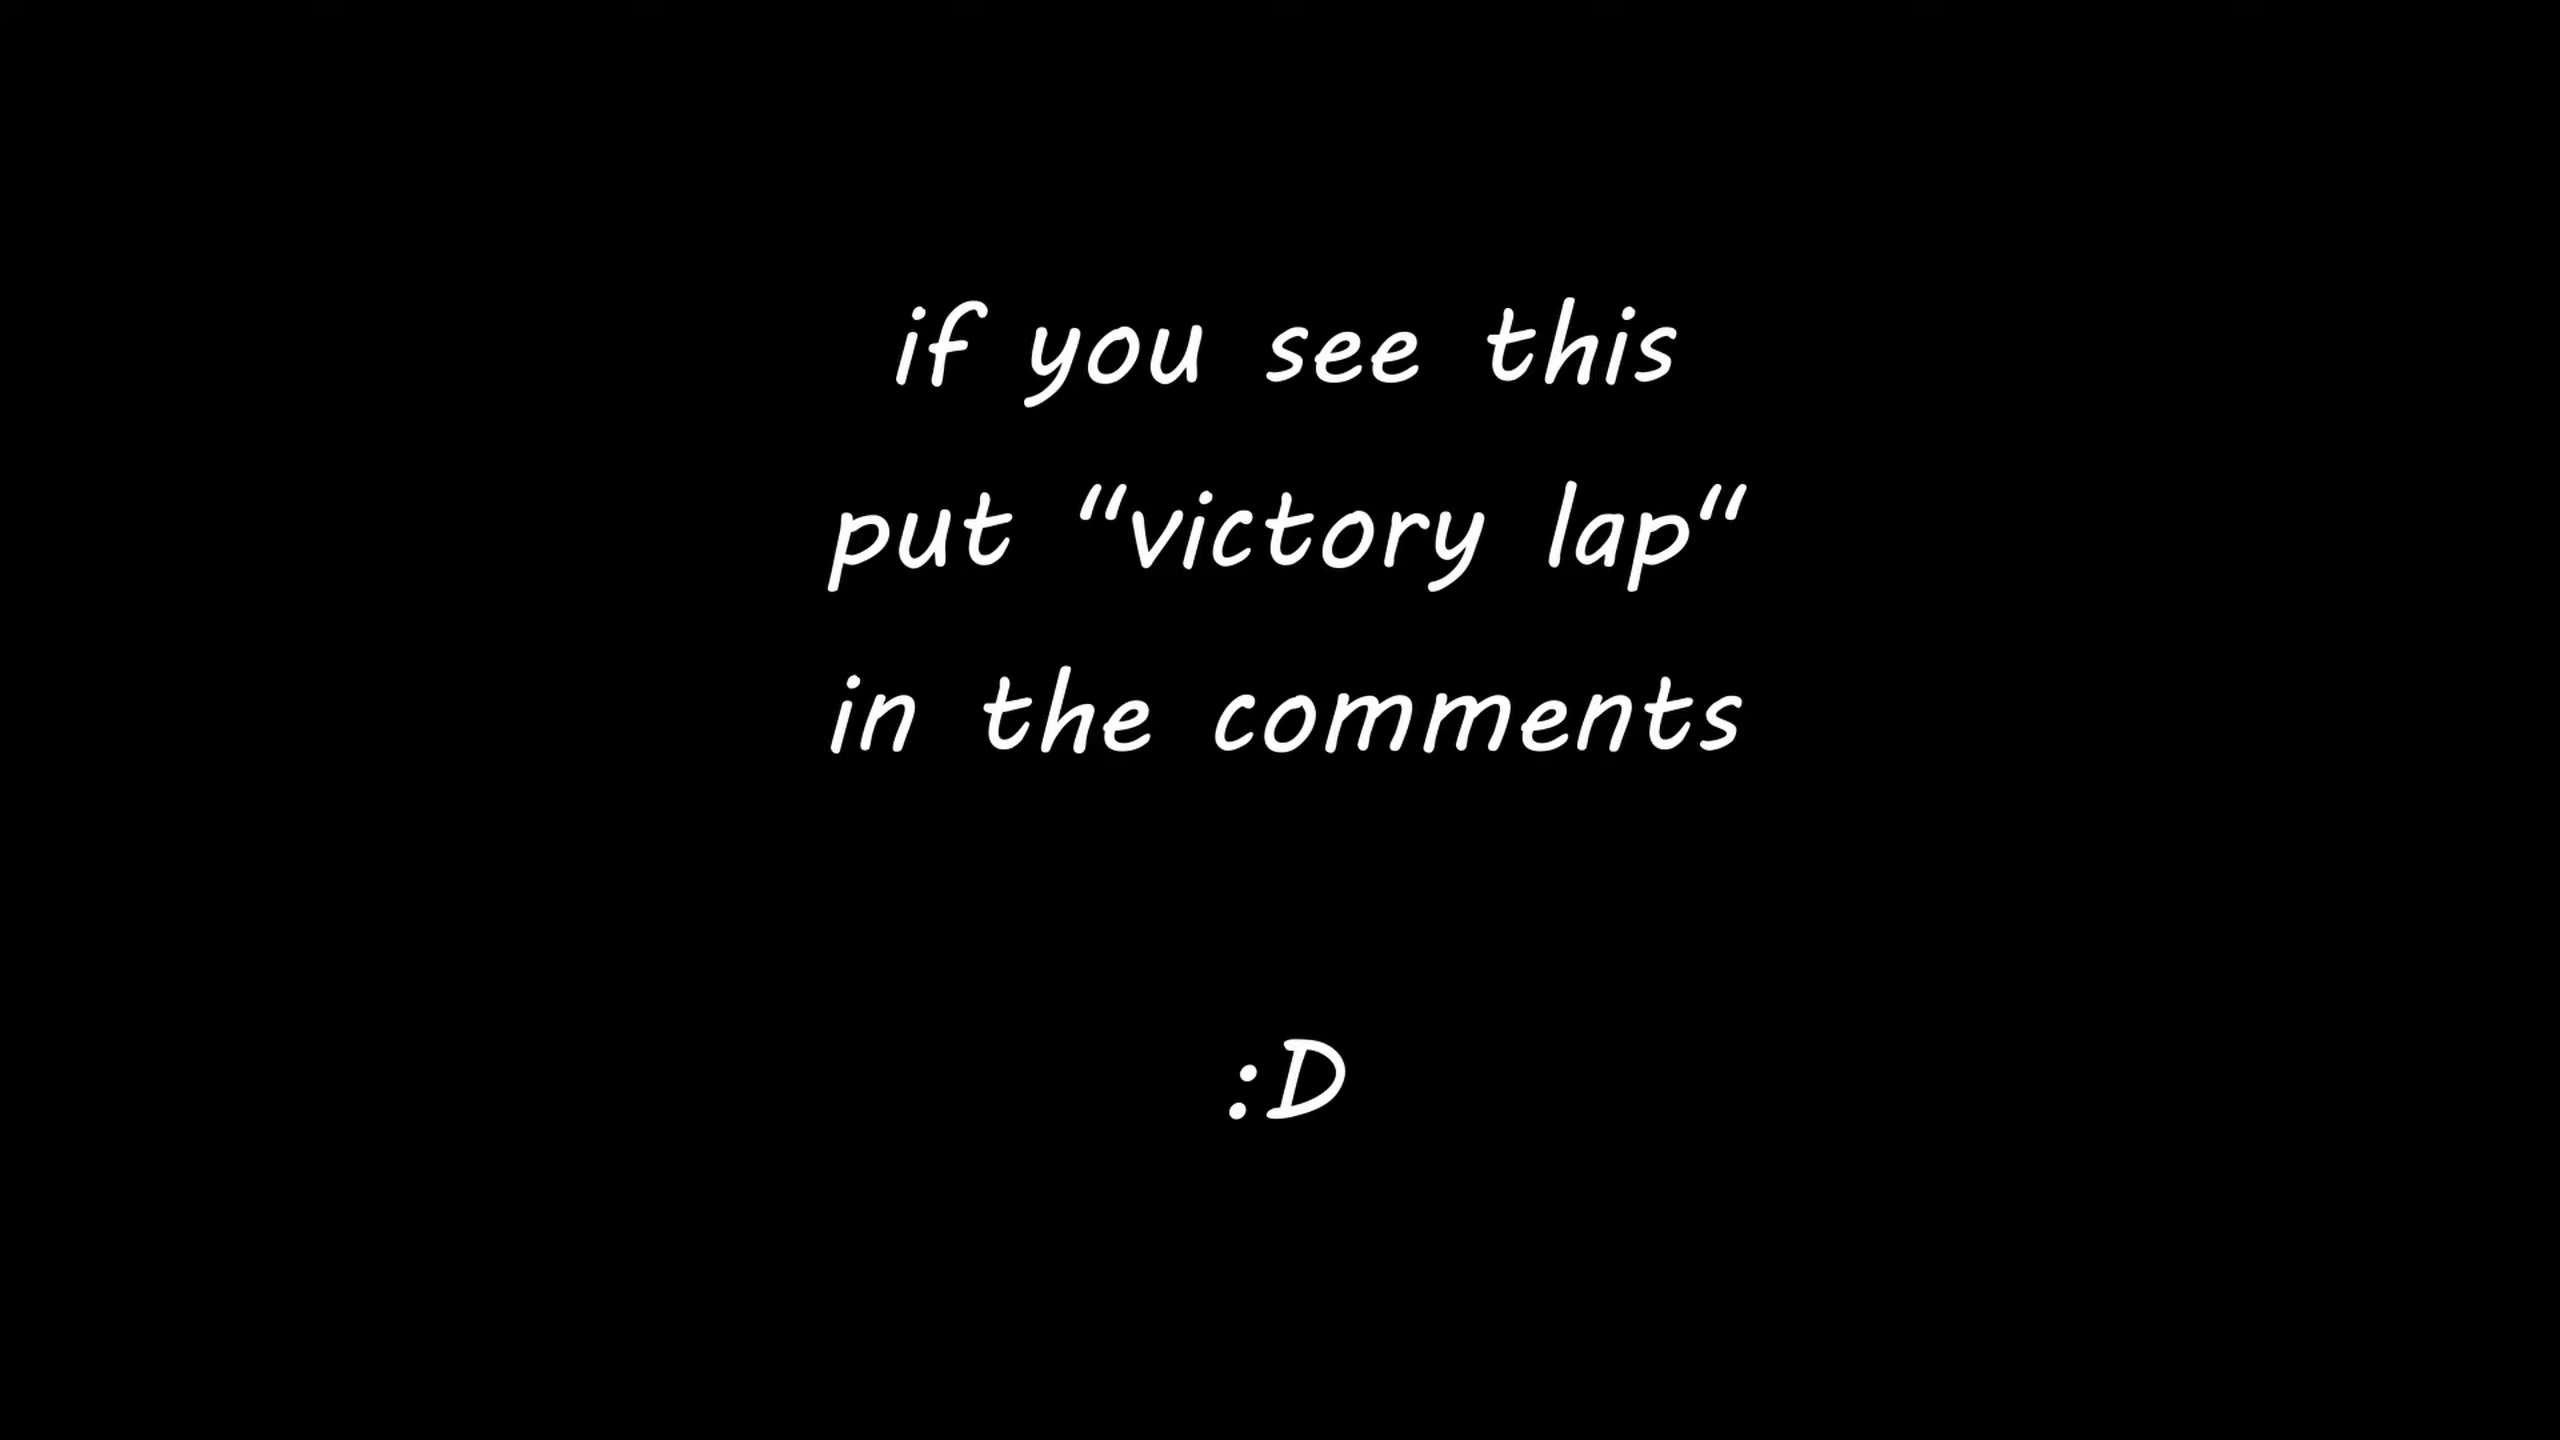 if you see this
put “victory lap“
in the comments
:D